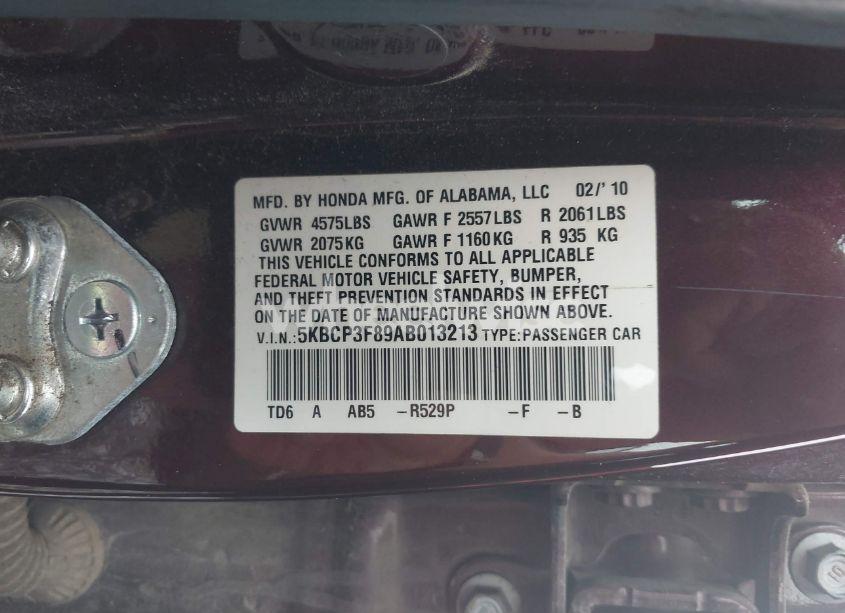 MFD. BY HONDA MFG. OF ALABAMA, LLC 02/' 10
GVWR 4575LBS GAWR F 2557LBS R 2061LBS
GVWR 2075KG GAWR F 1160KG R 935 KG
THIS VEHICLE CONFORMS TO ALL APPLICABLE
FEDERAL MOTOR VEHICLE SAFETY, BUMPER,
AND THEFT PREVENTION STANDARDS IN EFFECT
ON THE DATE OF MANUFACTURE SHOWN ABOVE.
V.I.N.:5KBCP3F89AB013213 TYPE:PASSENGER CAR
TD6 A AB5 -R529P -F -B
10